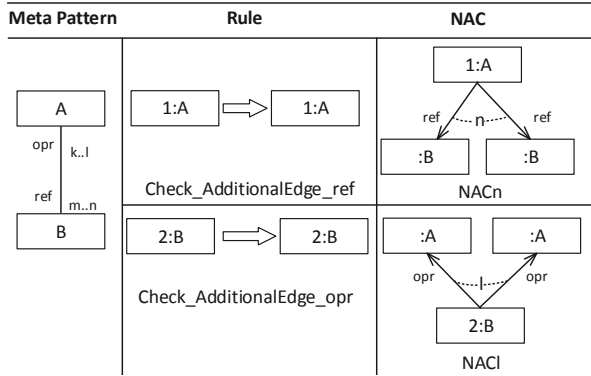 Meta Pattern Rule NAC
A
opr
k..l
ref
m..n
B
1:A 1:A
Check_AdditionalEdge_ref
1:A
ref n ref
:B :B
NACn
2:B 2:B
Check_AdditionalEdge_opr
:A :A
opr l opr
2:B
NACl